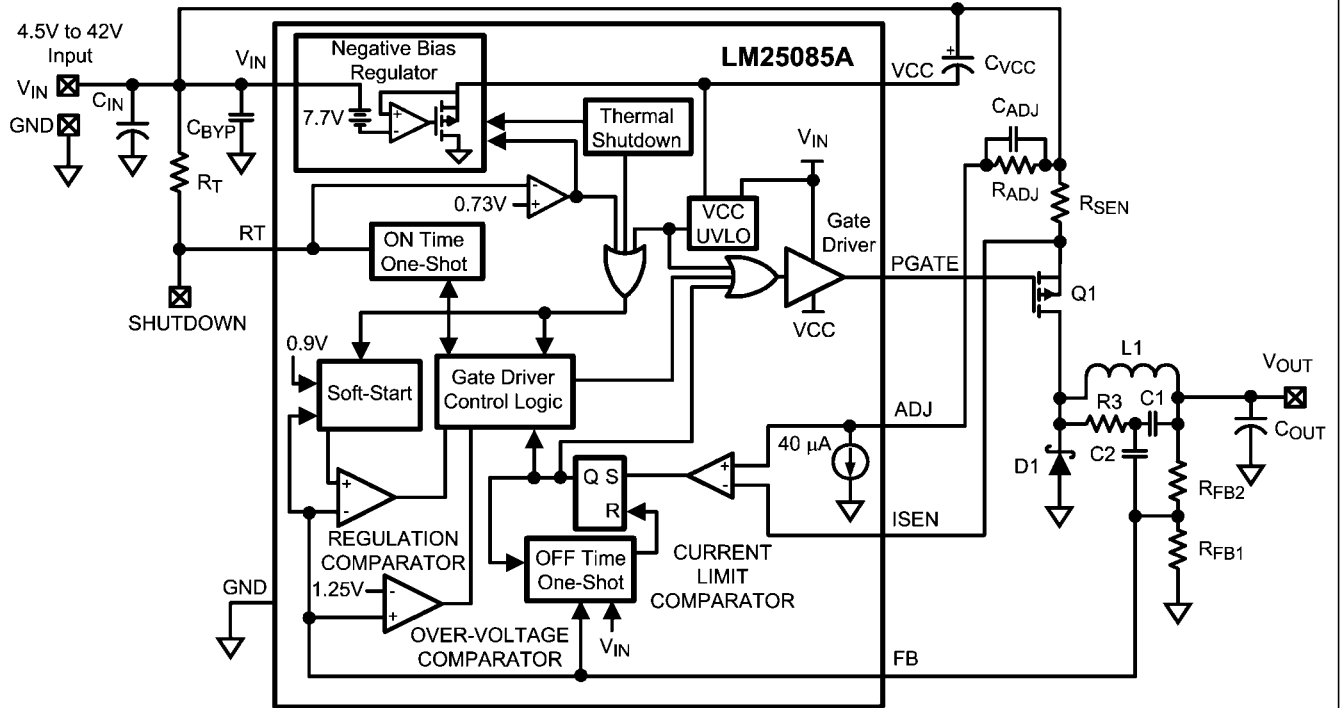 4.5V to 42V
Input
VIN
GND
CIN
CBYP
VIN
RT
RT
SHUTDOWN
GND
LM25085A
Negative Bias
Regulator
7.7V
+
-
Thermal
Shutdown
0.73V
-
+
VCC
UVLO
VIN
Gate
Driver
VCC
ON Time
One-Shot
0.9V
Soft-Start
Gate Driver
Control Logic
+
-
REGULATION
COMPARATOR
1.25V
-
+
OVER-VOLTAGE
COMPARATOR
Q S
R
OFF Time
One-Shot
VIN
+
-
CURRENT
LIMIT
COMPARATOR
40 µA
VCC
+
CVCC
CADJ
RADJ
RSEN
PGATE
Q1
ADJ
ISEN
FB
L1
R3
C1
C2
D1
VOUT
COUT
RFB2
RFB1